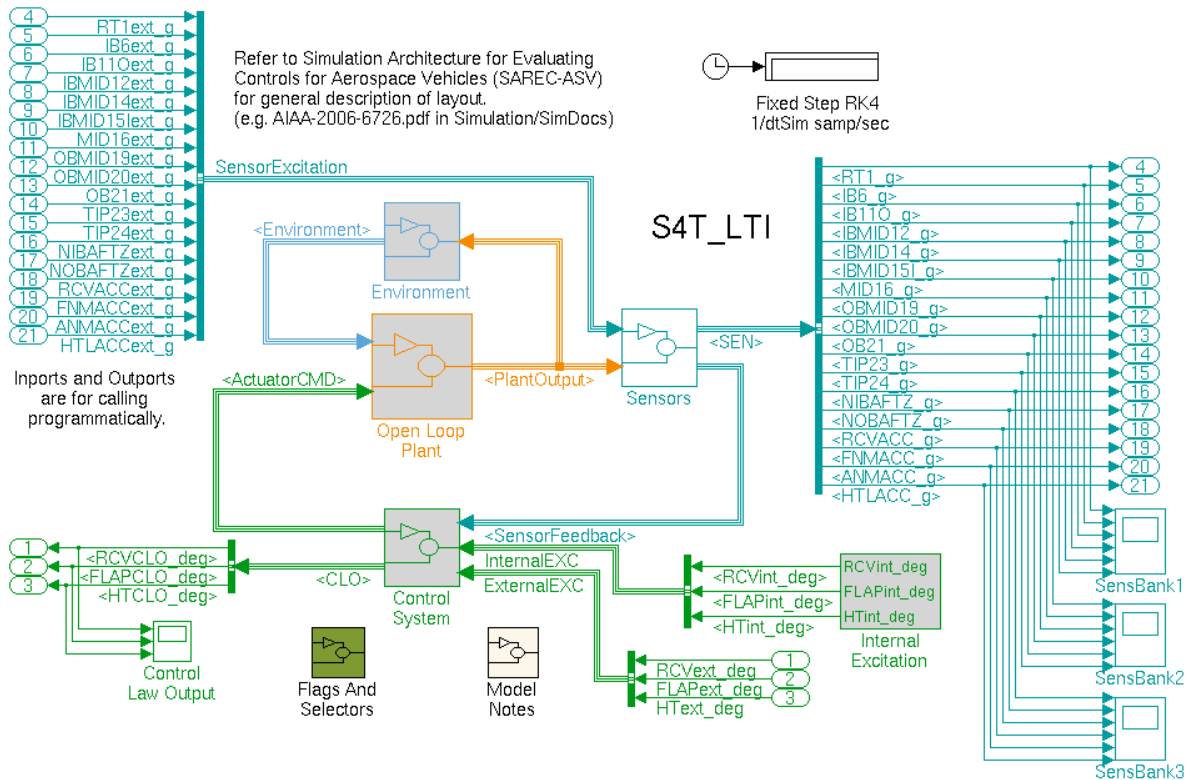 4
RT1ext_g
5
IB6ext_g
6
IB11Oext_g
7
IBMID12ext_g
8
IBMID14ext_g
9
IBMID15Iext_g
10
MID16ext_g
11
OBMID19ext_g
12
OBMID20ext_g
13
OB21ext_g
14
TIP23ext_g
15
TIP24ext_g
16
NIBAFTZext_g
17
NOBAFTZext_g
18
RCVACCext_g
19
FNMACCext_g
20
ANMACCext_g
21
HTLACCext_g
Inports and Outports
are for calling
programmatically.
Refer to Simulation Architecture for Evaluating
Controls for Aerospace Vehicles (SAREC-ASV)
for general description of layout.
(e.g. AIAA-2006-6726.pdf in Simulation/SimDocs)
Fixed Step RK4
1/dtSim samp/sec
SensorExcitation
S4T_LTI
<Environment>
Environment
<ActuatorCMD>
<PlantOutput>
Open Loop
Plant
<SEN>
Sensors
4
<RT1_g>
5
<IB6_g>
6
<IB11O_g>
7
<IBMID12_g>
8
<IBMID14_g>
9
<IBMID15I_g>
10
<MID16_g>
11
<OBMID19_g>
12
<OBMID20_g>
13
<OB21_g>
14
<TIP23_g>
15
<TIP24_g>
16
<NIBAFTZ_g>
17
<NOBAFTZ_g>
18
<RCVACC_g>
19
<FNMACC_g>
20
<ANMACC_g>
21
<HTLACC_g>
SensBank1
SensBank2
SensBank3
<SensorFeedback>
InternalEXC
ExternalEXC
Control
System
<CLO>
1
<RCVCLO_deg>
2
<FLAPCLO_deg>
3
<HTCLO_deg>
Control
Law Output
Flags And
Selectors
Model
Notes
<RCVint_deg>
<FLAPint_deg>
<HTint_deg>
RCVint_deg
FLAPint_deg
HTint_deg
Internal
Excitation
1
RCVext_deg
2
FLAPext_deg
3
HText_deg